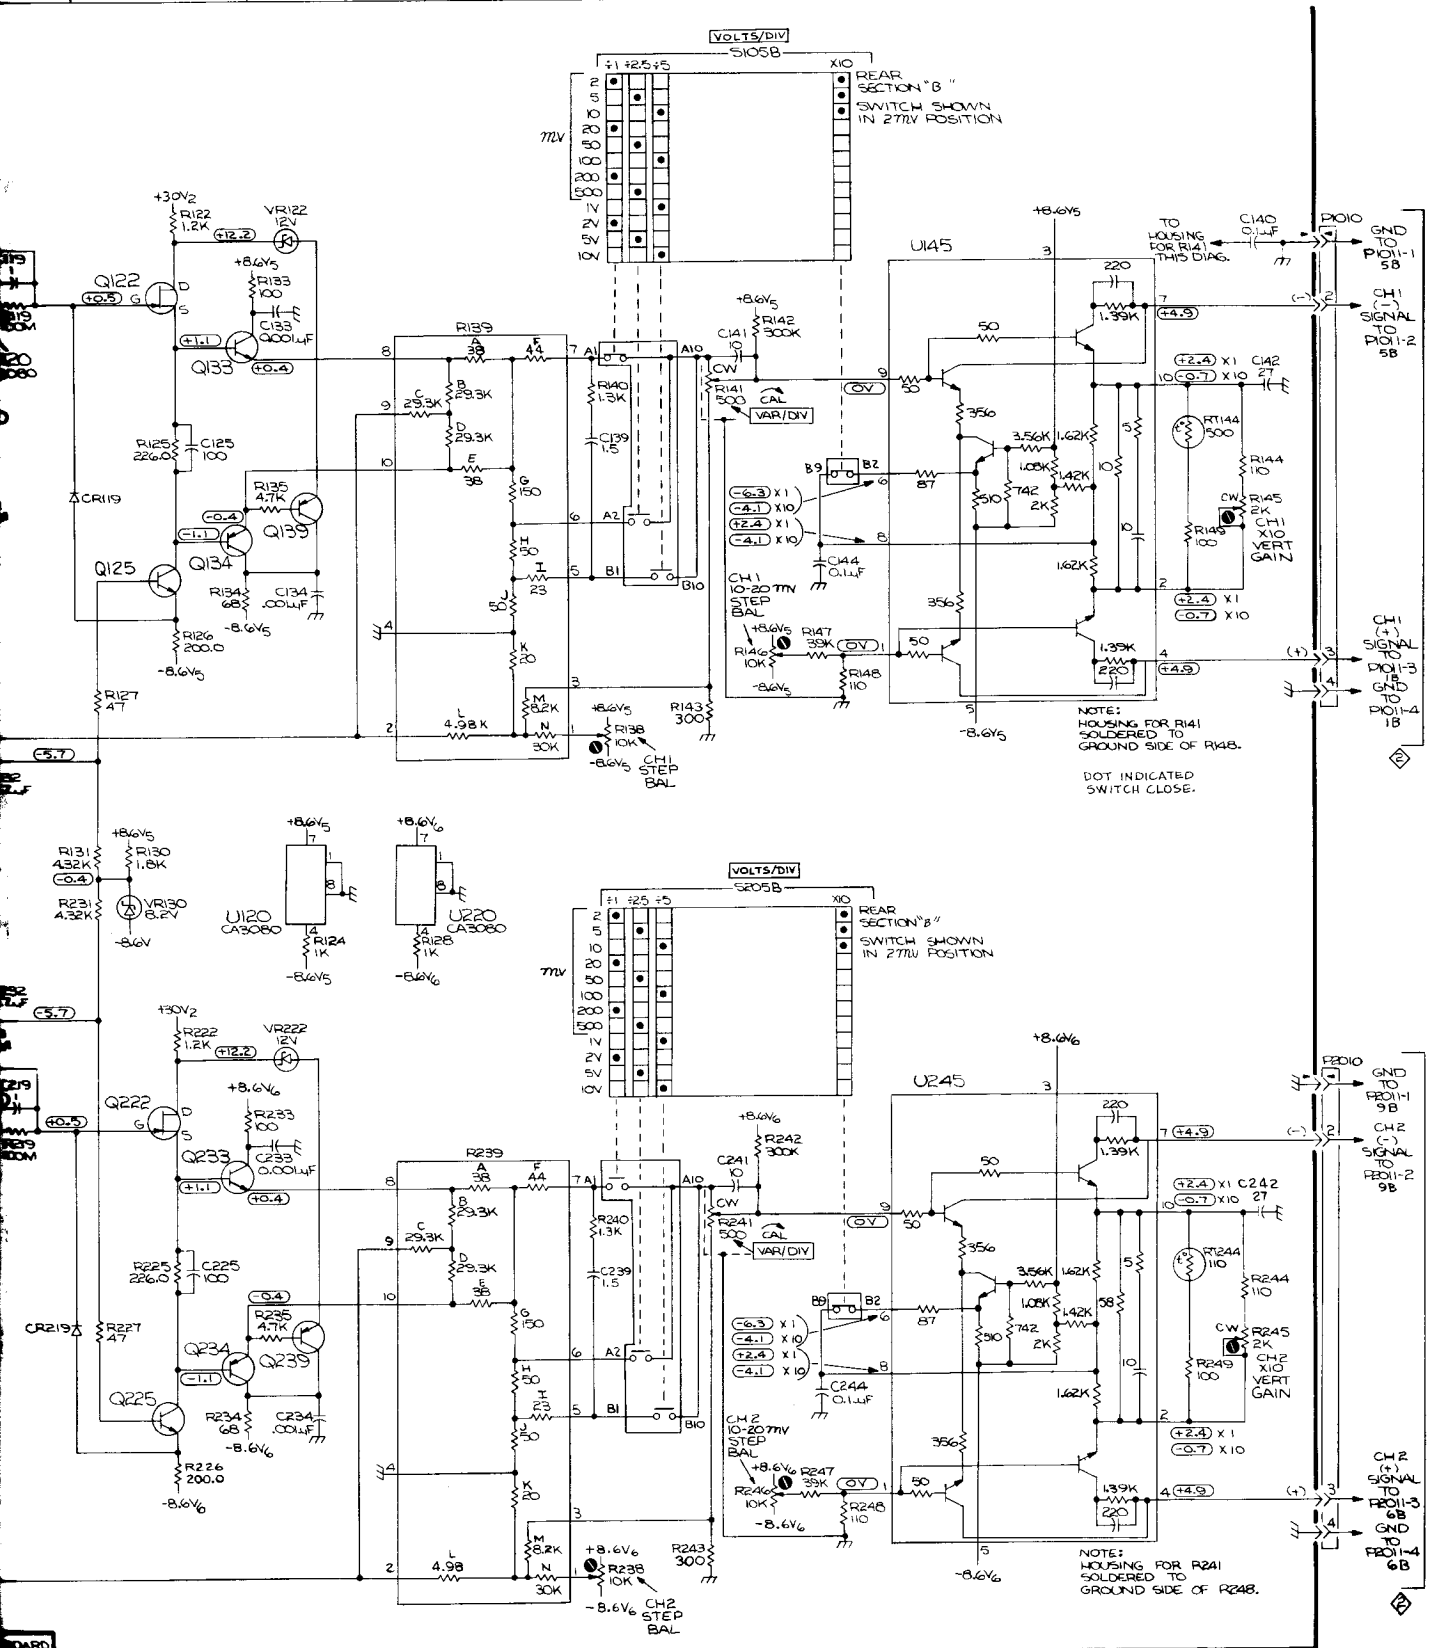 VOLTS/DIV
S105B
÷1 ÷2.5 ÷5
X10
2
5
10
20
50
100
200
500
1V
2V
5V
10V
mV
REAR
SECTION "B"
SWITCH SHOWN
IN 2mV POSITION
+30V2
R122
1.2K
VR122
12V
+12.2
+8.6V5
R133
100
C133
0.001µF
Q122
D
G
S
+0.5
+1.1
Q133
+0.4
R125
226.0
C125
100
CR119
R135
4.7K
-0.4
-1.1
Q139
Q134
Q125
R134
68
-8.6V5
C134
.001µF
R126
200.0
-8.6V5
R127
47
-5.7
R139
8
A
38
F
44
7
B
29.3K
C
29.3K
9
D
29.3K
10
E
38
G
150
6
H
50
I
23
5
J
50
4
K
20
3
M
8.2K
L
4.98K
N
30K
2
1
A1
A10
R140
1.3K
C139
1.5
A2
B1
B10
+8.6V5
R142
300K
C141
10
CW
R141
500
CAL
VAR/DIV
B9
B2
-6.3 X1
-4.1 X10
+2.4 X1
-4.1 X10
C144
0.1µF
CH1
10-20mV
STEP
BAL
+8.6V5
R146
10K
-8.6V5
R147
39K
0V
R148
110
R143
300
+8.6V5
R138
10K
-8.6V5
CH1
STEP
BAL
+8.6V5
3
U145
220
1.39K
50
9
0V
50
356
3.56K
1.62K
1.08K
1.42K
87
510
742
2K
6
8
5
10
10
1.62K
356
50
1
1.39K
220
5
-8.6V5
7
+4.9
+2.4 X1
10 -0.7 X10
C142
27
RT144
500
t°
R144
110
CW
R145
2K
CH1
X10
VERT
GAIN
R149
100
2
+2.4 X1
-0.7 X10
4
+4.9
TO
HOUSING
FOR R141
THIS DIAG.
C140
0.1µF
P1010
GND
TO
P1011-1
5B
(-) 2
CH1
(-)
SIGNAL
TO
P1011-2
5B
(+) 3
CH1
(+)
SIGNAL
TO
P1011-3
1B
4
GND
TO
P1011-4
1B
2
NOTE:
HOUSING FOR R141
SOLDERED TO
GROUND SIDE OF R148.
DOT INDICATED
SWITCH CLOSE.
+8.6V5
R131
4.32K
R130
1.8K
-0.4
R231
4.32K
VR130
8.2V
-8.6V
+8.6V5
7
1
8
4
U120
CA3080
R124
1K
-8.6V5
+8.6V6
7
1
8
4
U220
CA3080
R128
1K
-8.6V6
-5.7
VOLTS/DIV
S205B
÷1 ÷2.5 ÷5
X10
2
5
10
20
50
100
200
500
1V
2V
5V
10V
mV
REAR
SECTION "B"
SWITCH SHOWN
IN 2mV POSITION
+30V2
R222
1.2K
VR222
12V
+12.2
+8.6V6
R233
100
C233
0.001µF
Q222
D
G
S
+0.5
Q233
+1.1
+0.4
R225
226.0
C225
100
CR219
R227
47
-0.4
R235
4.7K
Q234
Q239
-1.1
Q225
R234
68
-8.6V6
C234
.001µF
R226
200.0
-8.6V6
R239
8
A
38
F
44
7
B
29.3K
C
29.3K
9
D
29.3K
E
38
10
G
150
6
H
50
I
23
5
J
50
4
K
20
3
M
8.2K
L
4.98
N
30K
2
1
A1
A10
R240
1.3K
C239
1.5
A2
B1
B10
+8.6V6
R242
300K
C241
10
CW
R241
500
CAL
VAR/DIV
B9
B2
-6.3 X1
-4.1 X10
+2.4 X1
-4.1 X10
C244
0.1µF
CH2
10-20mV
STEP
BAL
+8.6V6
R246
10K
-8.6V6
R247
39K
0V
R248
110
R243
300
+8.6V6
R238
10K
-8.6V6
CH2
STEP
BAL
+8.6V6
3
U245
220
1.39K
50
9
0V
50
356
3.56K
1.62K
1.08K
1.42K
87
510
742
2K
6
8
5
58
10
1.62K
356
50
1
1.39K
220
5
-8.6V6
7 +4.9
+2.4 X1
10 -0.7 X10
C242
27
RT244
110
t°
R244
110
CW
R245
2K
CH2
X10
VERT
GAIN
R249
100
2
+2.4 X1
-0.7 X10
4 +4.9
P2010
GND
TO
P2011-1
9B
(-) 2
CH2
(-)
SIGNAL
TO
P2011-2
9B
(+) 3
CH2
(+)
SIGNAL
TO
P2011-3
6B
4
GND
TO
P2011-4
6B
2
NOTE:
HOUSING FOR R241
SOLDERED TO
GROUND SIDE OF R248.